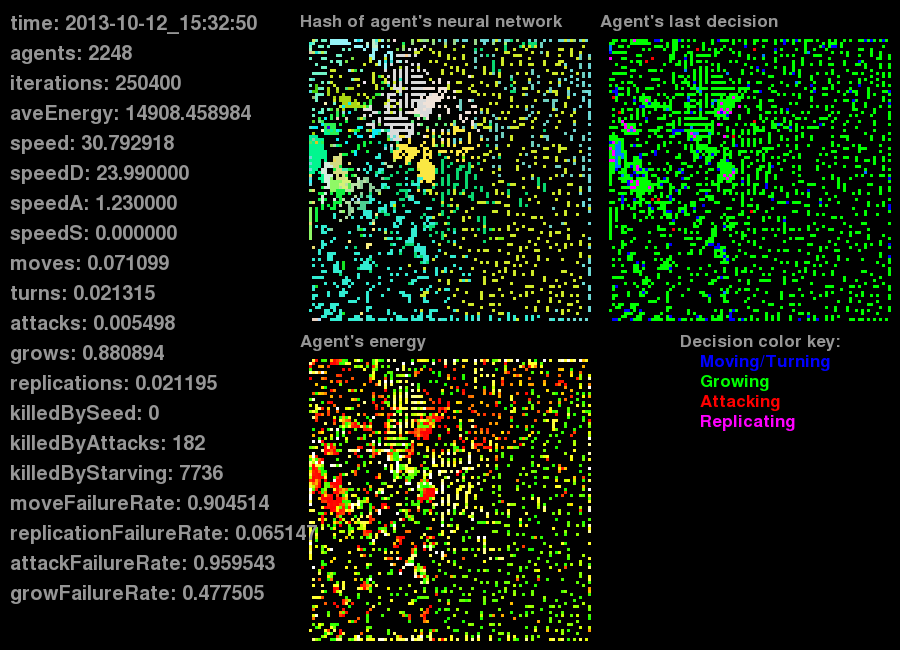 time: 2013-10-12_15:32:50
agents: 2248
iterations: 250400
aveEnergy: 14908.458984
speed: 30.792918
speedD: 23.990000
speedA: 1.230000
speedS: 0.000000
moves: 0.071099
turns: 0.021315
attacks: 0.005498
grows: 0.880894
replications: 0.021195
killedBySeed: 0
killedByAttacks: 182
killedByStarving: 7736
moveFailureRate: 0.904514
replicationFailureRate: 0.065147
attackFailureRate: 0.959543
growFailureRate: 0.477505
Hash of agent's neural network
Agent's last decision
Agent's energy
Decision color key:
Moving/Turning
Growing
Attacking
Replicating